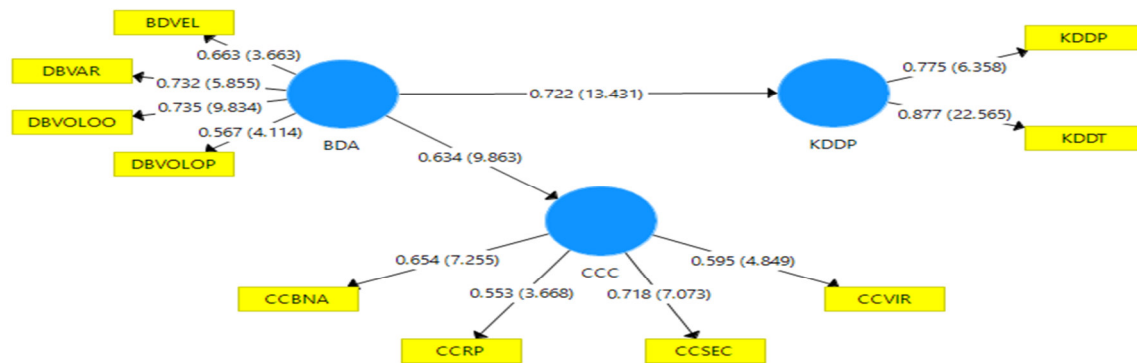 BDVEL
KDDP
0.663 (3.663)
DBVAR
0.775 (6.358)
0.732 (5.855)
0.722 (13.431)
0.735 (9.834)
DBVOLOO
0.877 (22.565)
0.567 (4.114)
KDDT
BDA
KDDP
DBVOLOP
0.634 (9.863)
0.654 (7.255)
CCC
0.595 (4.849)
0.553 (3.668)
0.718 (7.073)
CCBNA
CCVIR
CCRP
CCSEC